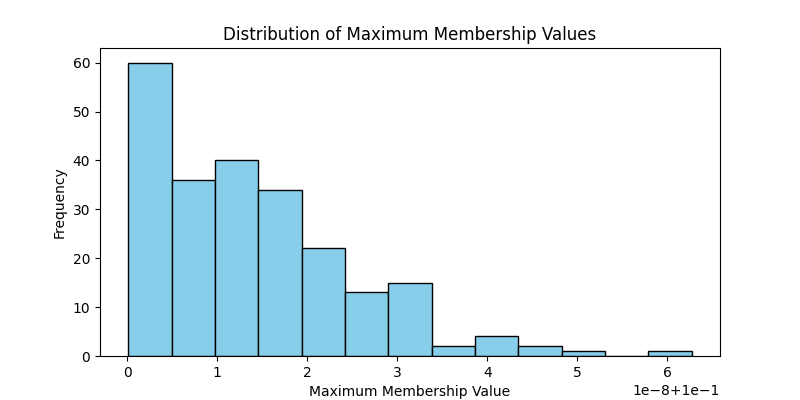 Distribution of Maximum Membership Values
60
50
40
30
20
10
0
Frequency
0 1 2 3 4 5 6
1e−8+1e−1
Maximum Membership Value